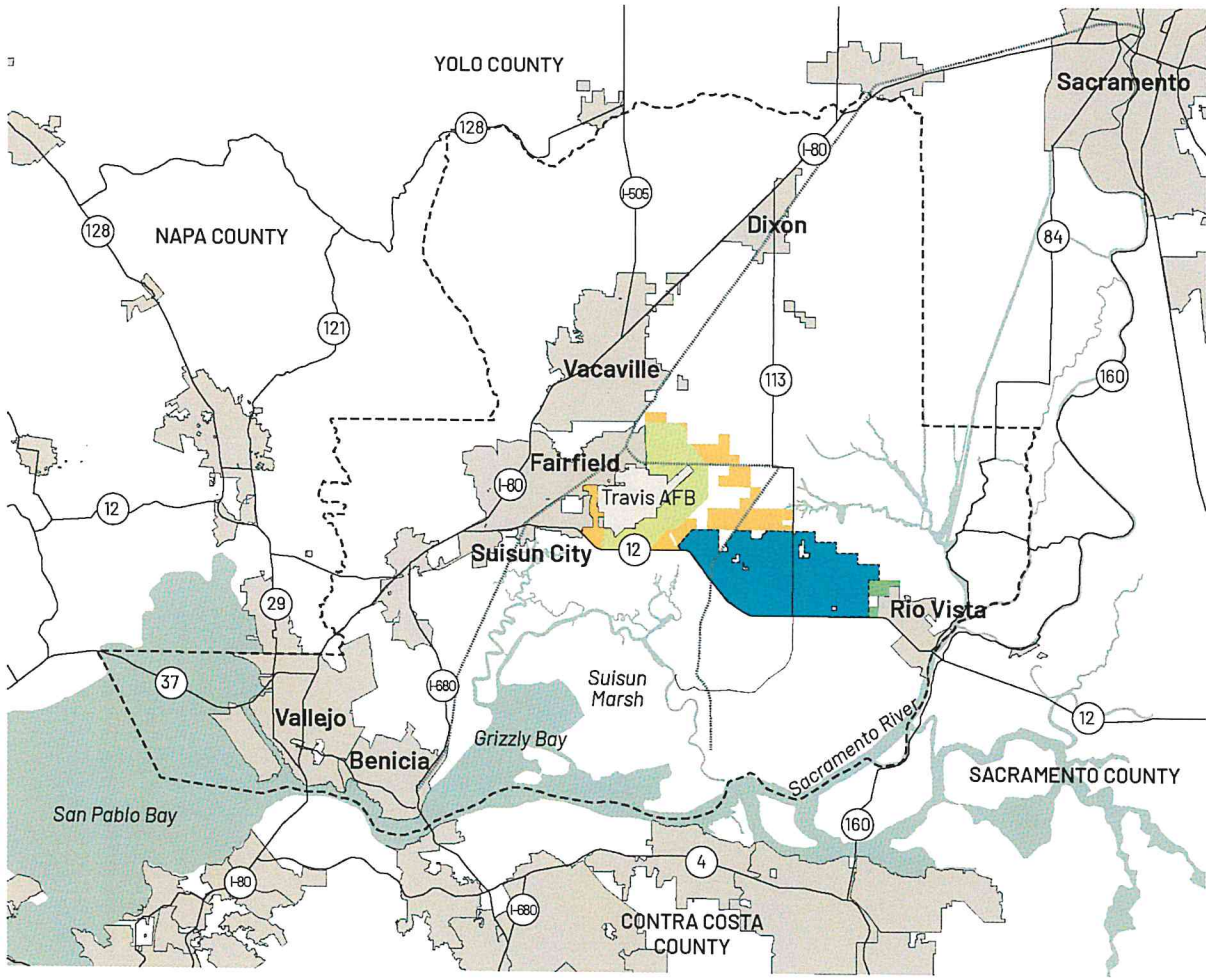 YOLO COUNTY
Sacramento
128
I-80
I-505
128
NAPA COUNTY
Dixon
84
121
Vacaville
113
160
Fairfield
I-80
Travis AFB
12
Suisun City
12
29
Rio Vista
Suisun
Marsh
37
I-680
Vallejo
Grizzly Bay
12
Benicia
Sacramento River
SACRAMENTO COUNTY
San Pablo Bay
160
4
I-80
I-680
CONTRA COSTA
COUNTY